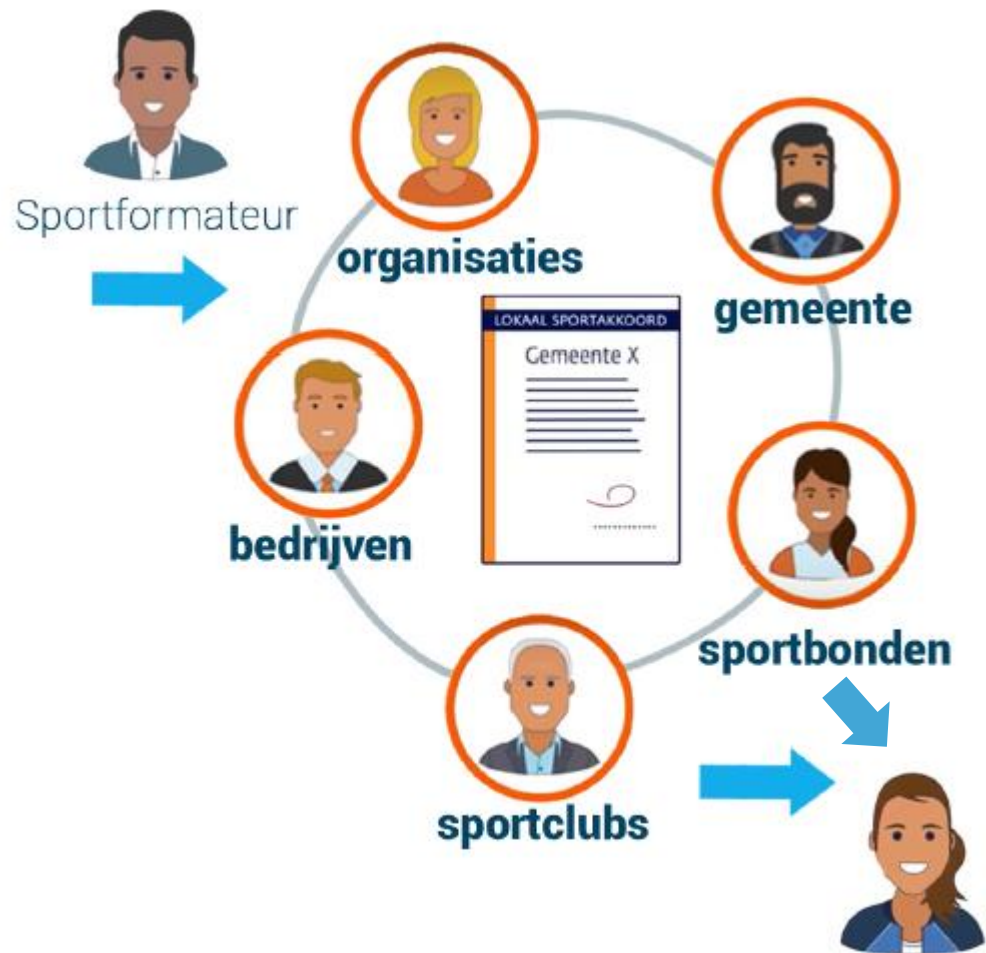 Sportformateur
organisaties
gemeente
LOKAAL SPORTAKKOORD
Gemeente X
bedrijven
sportbonden
sportclubs